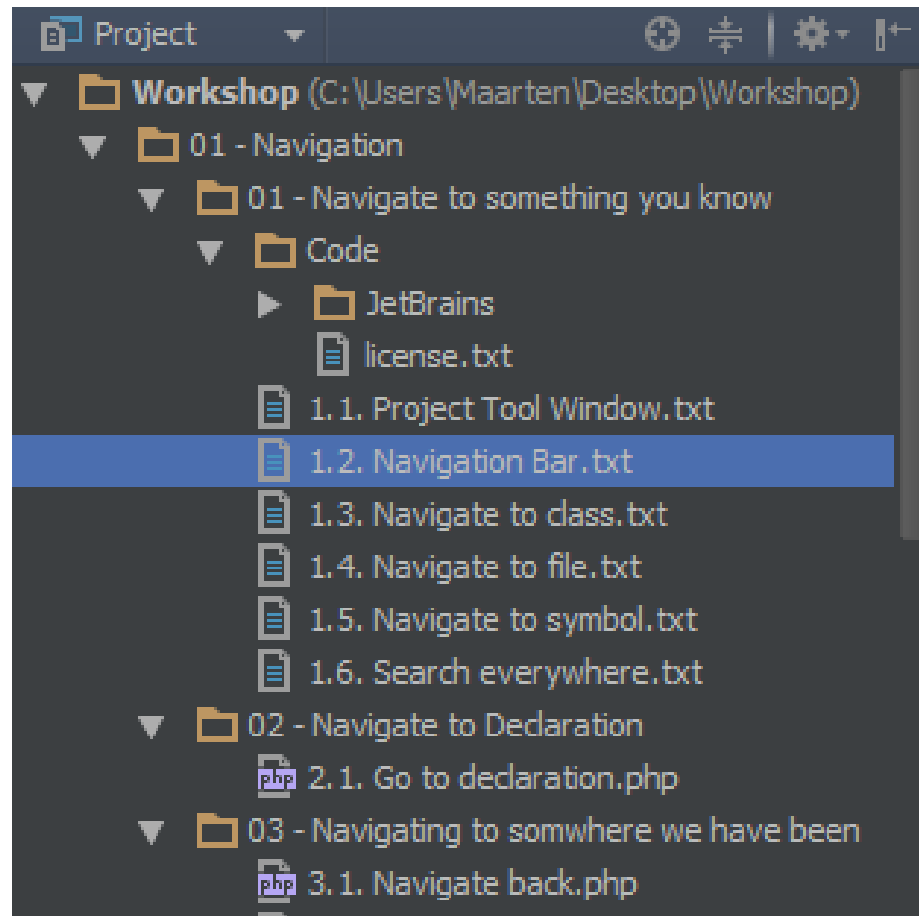 Project
Workshop (C:\Users\Maarten\Desktop\Workshop)
01 - Navigation
01 - Navigate to something you know
Code
JetBrains
license.txt
1.1. Project Tool Window.txt
1.2. Navigation Bar.txt
1.3. Navigate to class.txt
1.4. Navigate to file.txt
1.5. Navigate to symbol.txt
1.6. Search everywhere.txt
02 - Navigate to Declaration
php 2.1. Go to declaration.php
03 - Navigating to somwhere we have been
php 3.1. Navigate back.php